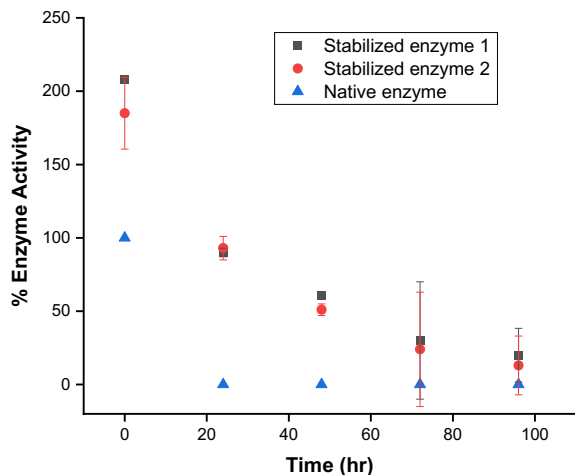 250
Stabilized enzyme 1
Stabilized enzyme 2
Native enzyme
200
150
100
50
0
% Enzyme Activity
0 20 40 60 80 100
Time (hr)